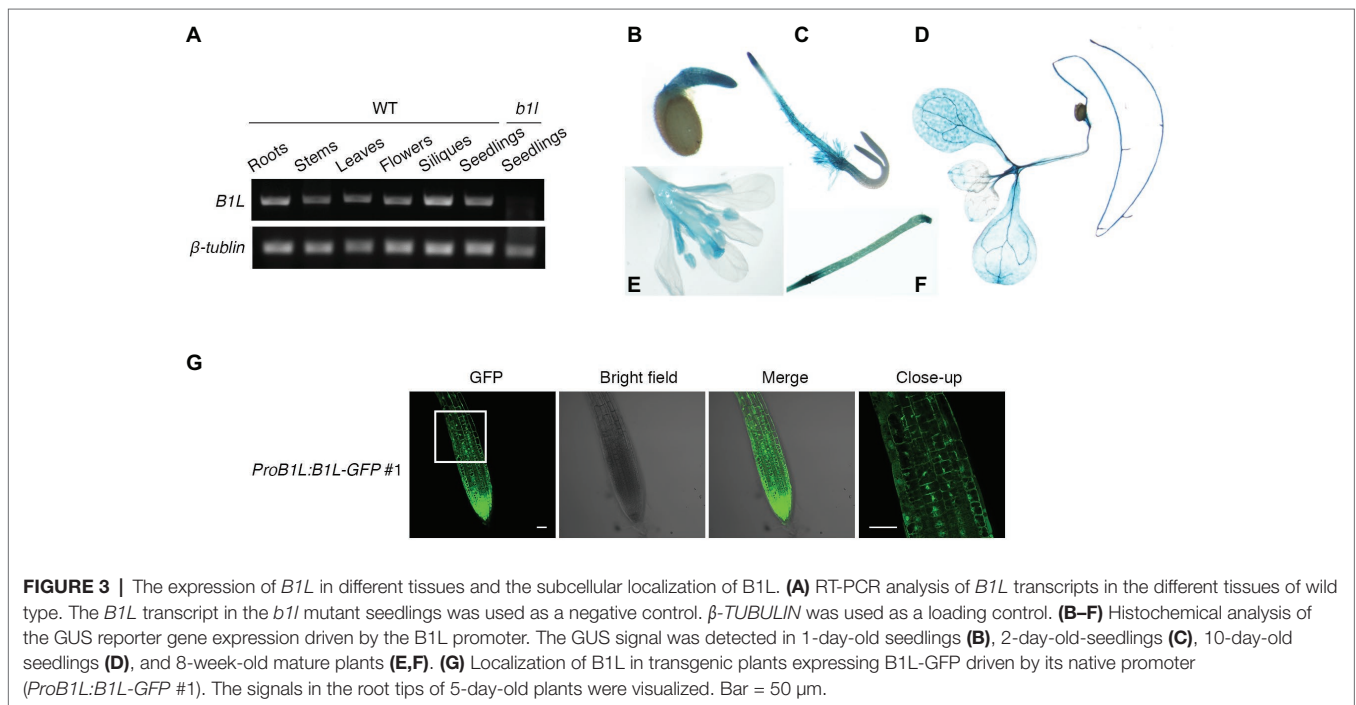 A
B
C
D
WT
b1l
Roots
Stems
Leaves
Flowers
Siliques
Seedlings
Seedlings
B1L
β-tublin
E
F
G
GFP
Bright field
Merge
Close-up
ProB1L:B1L-GFP #1
FIGURE 3 | The expression of B1L in different tissues and the subcellular localization of B1L. (A) RT-PCR analysis of B1L transcripts in the different tissues of wild
type. The B1L transcript in the b1l mutant seedlings was used as a negative control. β-TUBULIN was used as a loading control. (B–F) Histochemical analysis of
the GUS reporter gene expression driven by the B1L promoter. The GUS signal was detected in 1-day-old seedlings (B), 2-day-old-seedlings (C), 10-day-old
seedlings (D), and 8-week-old mature plants (E,F). (G) Localization of B1L in transgenic plants expressing B1L-GFP driven by its native promoter
(ProB1L:B1L-GFP #1). The signals in the root tips of 5-day-old plants were visualized. Bar = 50 μm.